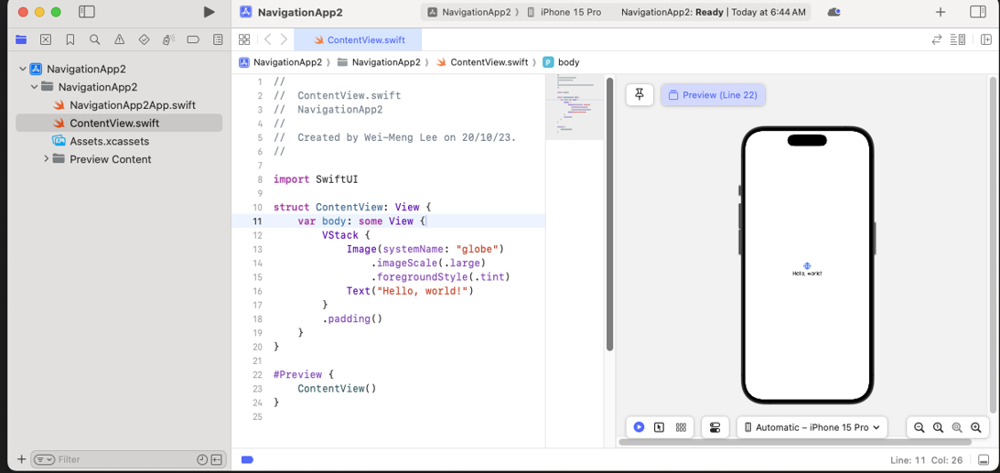 NavigationApp2
NavigationApp2 〉 iPhone 15 Pro
NavigationApp2: Ready | Today at 6:44 AM
ContentView.swift
NavigationApp2 〉 NavigationApp2 〉 ContentView.swift 〉 P body
NavigationApp2
NavigationApp2
NavigationApp2App.swift
ContentView.swift
Assets.xcassets
Preview Content
Filter
1 //
2 //  ContentView.swift
3 //  NavigationApp2
4 //
5 //  Created by Wei-Meng Lee on 20/10/23.
6 //
7
8 import SwiftUI
9
10 struct ContentView: View {
11     var body: some View {
12         VStack {
13             Image(systemName: "globe")
14                 .imageScale(.large)
15                 .foregroundStyle(.tint)
16             Text("Hello, world!")
17         }
18         .padding()
19     }
20 }
21
22 #Preview {
23     ContentView()
24 }
25
Preview (Line 22)
Hello, world!
Automatic – iPhone 15 Pro
Line: 11 Col: 26